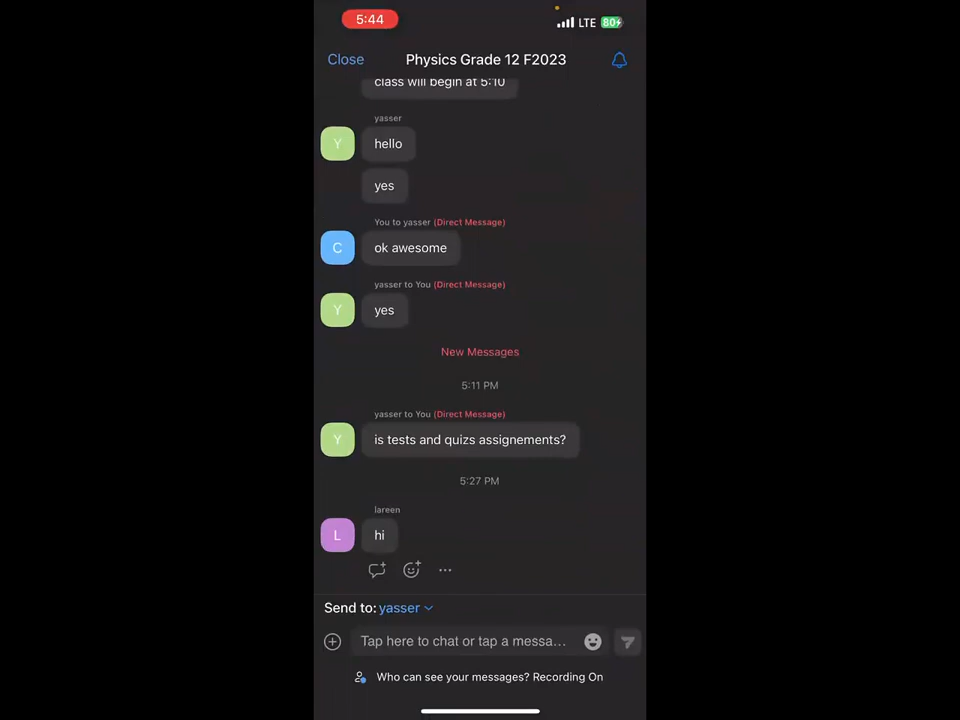 5:44 LTE 80
Close Physics Grade 12 F2023
class will begin at 5:10
yasser
Y hello
yes
You to yasser (Direct Message)
C ok awesome
yasser to You (Direct Message)
Y yes
New Messages
5:11 PM
yasser to You (Direct Message)
Y is tests and quizs assignements?
5:27 PM
lareen
L hi
Send to: yasser
Tap here to chat or tap a messa...
Who can see your messages? Recording On